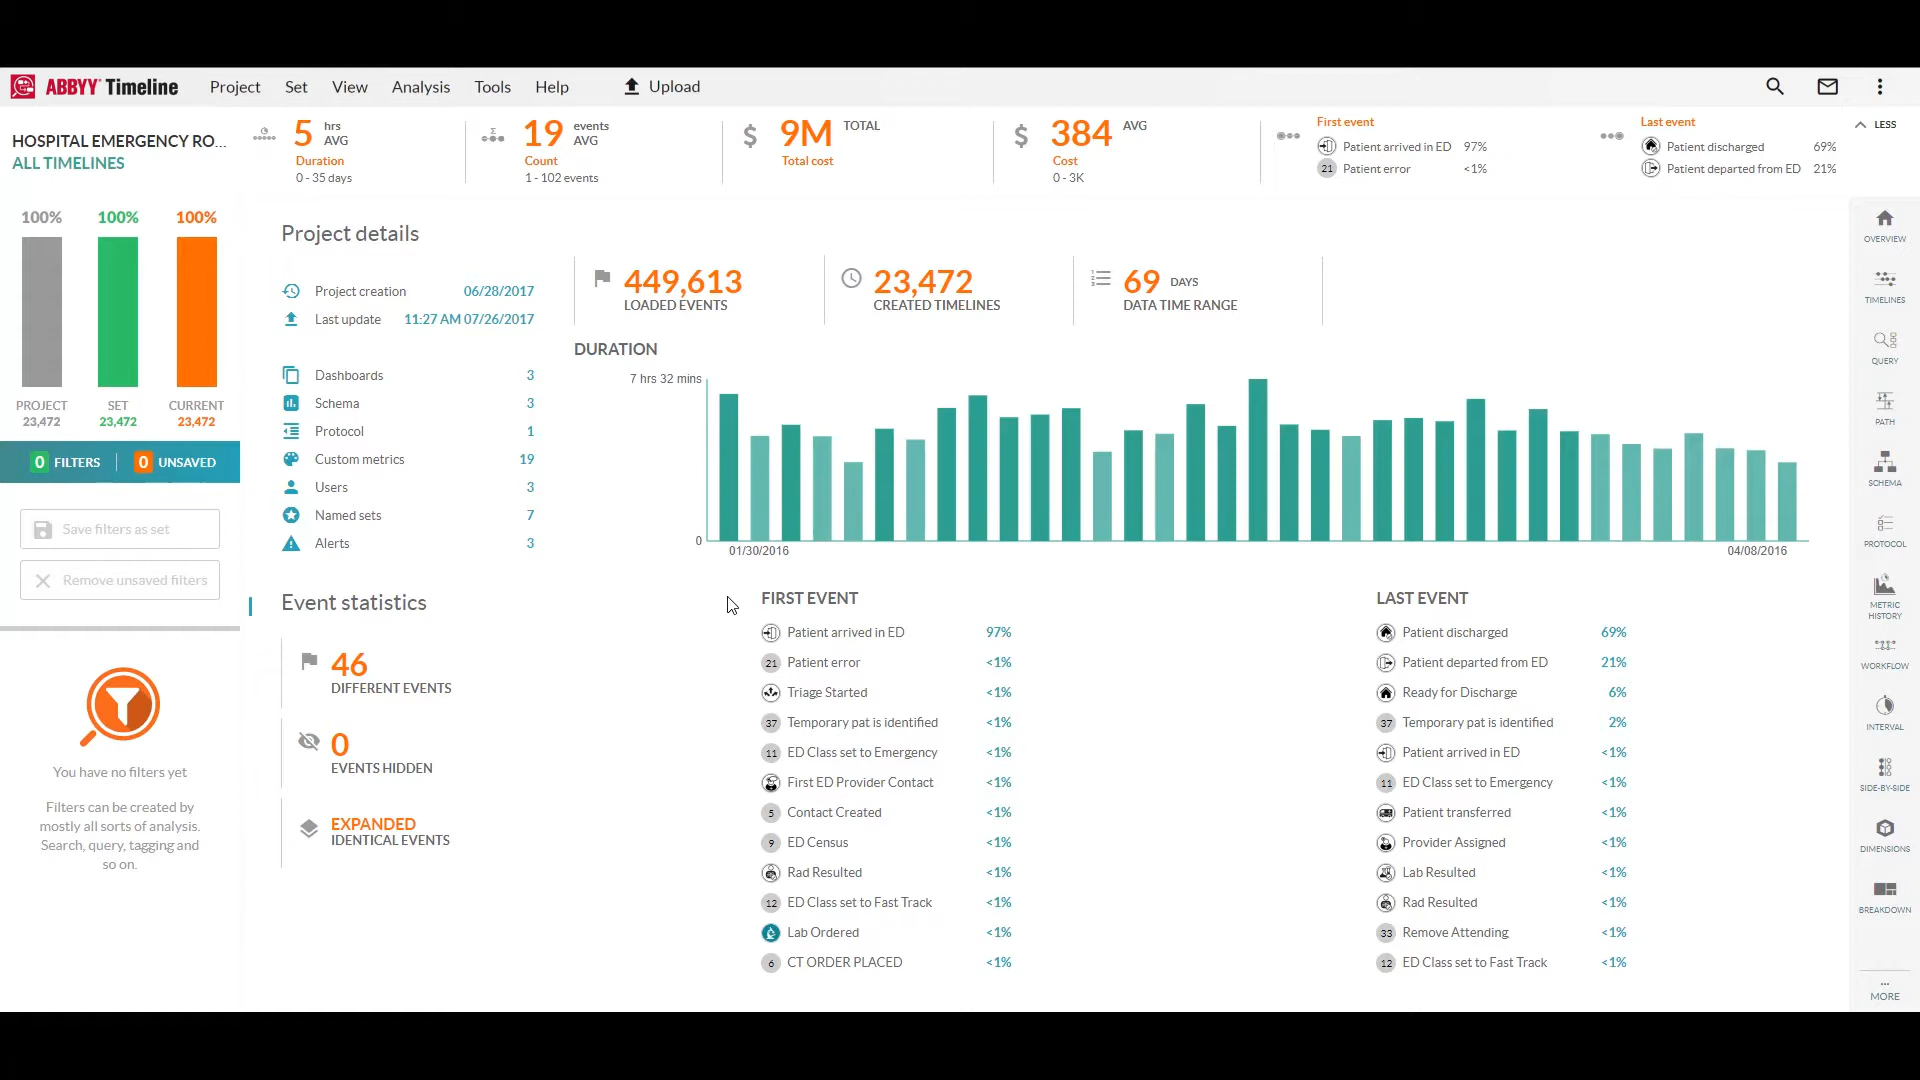 ABBYY Timeline
Project Set View Analysis Tools Help Upload
HOSPITAL EMERGENCY RO...
ALL TIMELINES
5 hrs AVG
Duration
0 - 35 days
19 events AVG
Count
1 - 102 events
$ 9M TOTAL
Total cost
$ 384 AVG
Cost
0 - 3K
First event
Patient arrived in ED 97%
21 Patient error <1%
Last event
Patient discharged 69%
Patient departed from ED 21%
LESS
100% 100% 100%
PROJECT SET CURRENT
23,472 23,472 23,472
0 FILTERS 0 UNSAVED
Save filters as set
Remove unsaved filters
You have no filters yet
Filters can be created by
mostly all sorts of analysis.
Search, query, tagging and
so on.
Project details
Project creation 06/28/2017
Last update 11:27 AM 07/26/2017
Dashboards 3
Schema 3
Protocol 1
Custom metrics 19
Users 3
Named sets 7
Alerts 3
449,613
LOADED EVENTS
23,472
CREATED TIMELINES
69 DAYS
DATA TIME RANGE
DURATION
7 hrs 32 mins
0
01/30/2016 04/08/2016
Event statistics
46
DIFFERENT EVENTS
0
EVENTS HIDDEN
EXPANDED
IDENTICAL EVENTS
FIRST EVENT
Patient arrived in ED 97%
21 Patient error <1%
Triage Started <1%
37 Temporary pat is identified <1%
11 ED Class set to Emergency <1%
First ED Provider Contact <1%
5 Contact Created <1%
9 ED Census <1%
Rad Resulted <1%
12 ED Class set to Fast Track <1%
Lab Ordered <1%
6 CT ORDER PLACED <1%
LAST EVENT
Patient discharged 69%
Patient departed from ED 21%
Ready for Discharge 6%
37 Temporary pat is identified 2%
Patient arrived in ED <1%
11 ED Class set to Emergency <1%
Patient transferred <1%
Provider Assigned <1%
Lab Resulted <1%
Rad Resulted <1%
33 Remove Attending <1%
12 ED Class set to Fast Track <1%
OVERVIEW
TIMELINES
QUERY
PATH
SCHEMA
PROTOCOL
METRIC
HISTORY
WORKFLOW
INTERVAL
SIDE-BY-SIDE
DIMENSIONS
BREAKDOWN
...
MORE